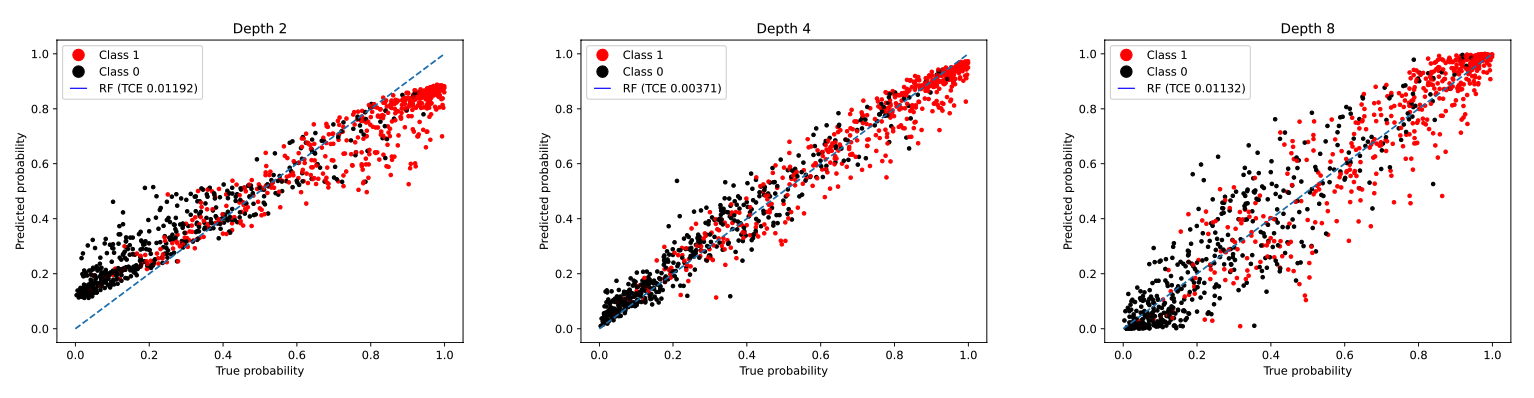 Depth 2
1.0
0.8
0.6
0.4
0.2
0.0
Predicted probability
Class 1
Class 0
RF (TCE 0.01192)
0.0 0.2 0.4 0.6 0.8 1.0
True probability
Depth 4
1.0
0.8
0.6
0.4
0.2
0.0
Predicted probability
Class 1
Class 0
RF (TCE 0.00371)
0.0 0.2 0.4 0.6 0.8 1.0
True probability
Depth 8
1.0
0.8
0.6
0.4
0.2
0.0
Predicted probability
Class 1
Class 0
RF (TCE 0.01132)
0.0 0.2 0.4 0.6 0.8 1.0
True probability